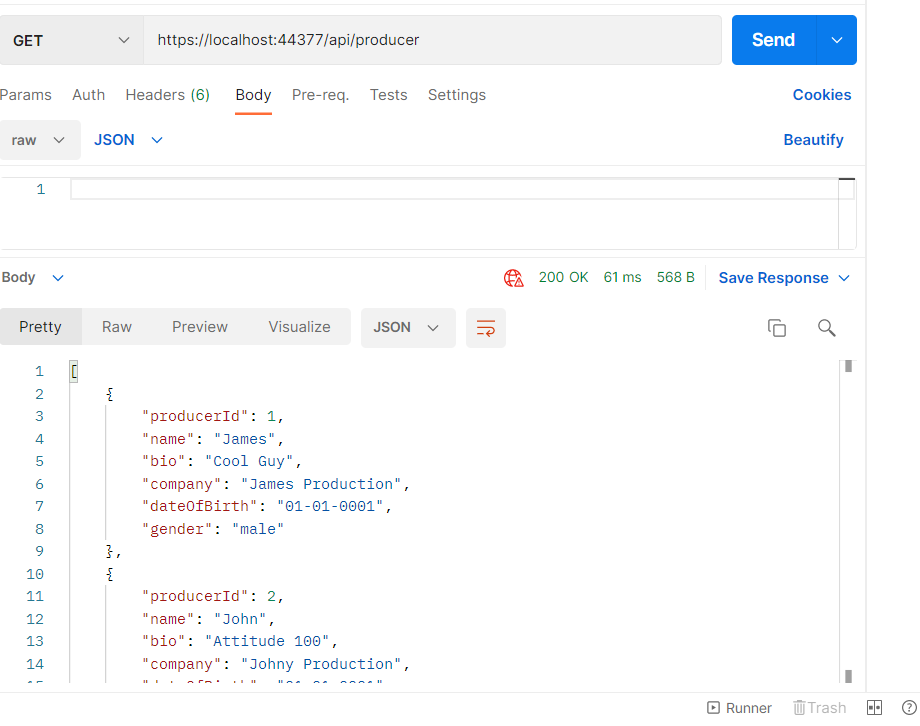 GET https://localhost:44377/api/producer Send
Params Auth Headers (6) Body Pre-req. Tests Settings Cookies
raw JSON Beautify
1
Body 200 OK 61 ms 568 B Save Response
Pretty Raw Preview Visualize JSON
1 [
2 {
3 "producerId": 1,
4 "name": "James",
5 "bio": "Cool Guy",
6 "company": "James Production",
7 "dateOfBirth": "01-01-0001",
8 "gender": "male"
9 },
10 {
11 "producerId": 2,
12 "name": "John",
13 "bio": "Attitude 100",
14 "company": "Johny Production",
15 "dateOfBirth": "01-01-0001"
Runner Trash